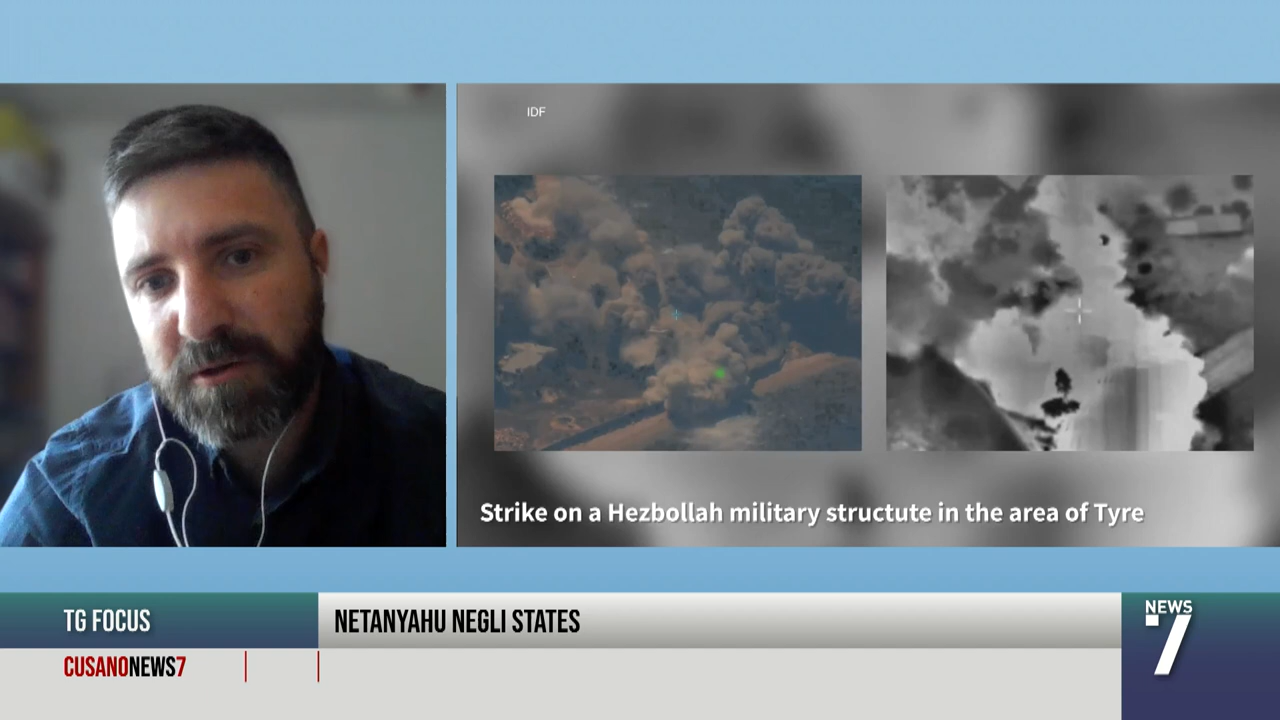 IDF
Strike on a Hezbollah military structute in the area of Tyre
TG FOCUS
NETANYAHU NEGLI STATES
NEWS
7
CUSANONEWS7